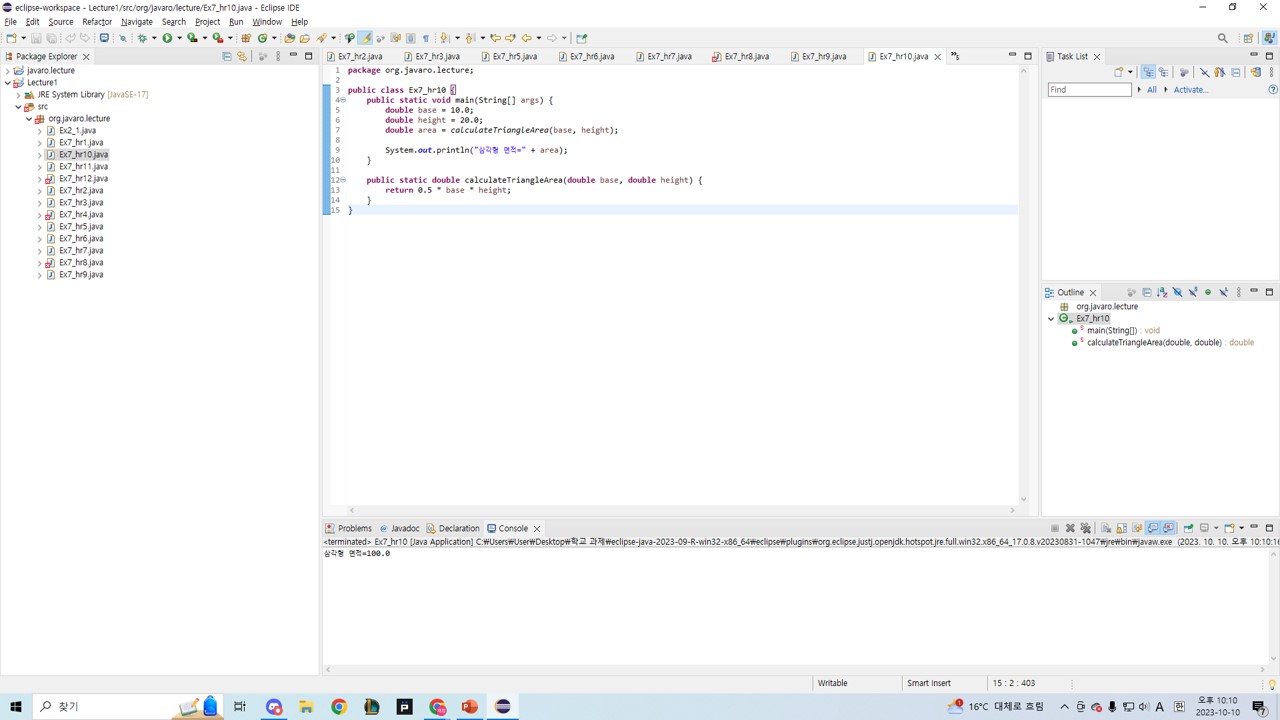 eclipse-workspace - Lecture1/src/org/javaro/lecture/Ex7_hr10.java - Eclipse IDE
File Edit Source Refactor Navigate Search Project Run Window Help
Package Explorer
javaro.lecture
Lecture1
JRE System Library [JavaSE-17]
src
org.javaro.lecture
Ex2_1.java
Ex7_hr1.java
Ex7_hr10.java
Ex7_hr11.java
Ex7_hr12.java
Ex7_hr2.java
Ex7_hr3.java
Ex7_hr4.java
Ex7_hr5.java
Ex7_hr6.java
Ex7_hr7.java
Ex7_hr8.java
Ex7_hr9.java
Ex7_hr2.java Ex7_hr3.java Ex7_hr5.java Ex7_hr6.java Ex7_hr7.java Ex7_hr8.java Ex7_hr9.java Ex7_hr10.java
1 package org.javaro.lecture;
2
3 public class Ex7_hr10 {
4 public static void main(String[] args) {
5 double base = 10.0;
6 double height = 20.0;
7 double area = calculateTriangleArea(base, height);
8
9 System.out.println("삼각형 면적=" + area);
10 }
11
12 public static double calculateTriangleArea(double base, double height) {
13 return 0.5 * base * height;
14 }
15 }
Task List
Find All Activate...
Outline
org.javaro.lecture
Ex7_hr10
main(String[]) : void
calculateTriangleArea(double, double) : double
Problems Javadoc Declaration Console
<terminated> Ex7_hr10 [Java Application] C:₩Users₩User₩Desktop₩학교 과제₩eclipse-java-2023-09-R-win32-x86_64₩eclipse₩plugins₩org.eclipse.justj.openjdk.hotspot.jre.full.win32.x86_64_17.0.8.v20230831-1047₩jre₩bin₩javaw.exe (2023. 10. 10. 오후 10:10:16
삼각형 면적=100.0
Writable Smart Insert 15 : 2 : 403
찾기
16°C 대체로 흐림
A 한
오후 10:10
2023-10-10